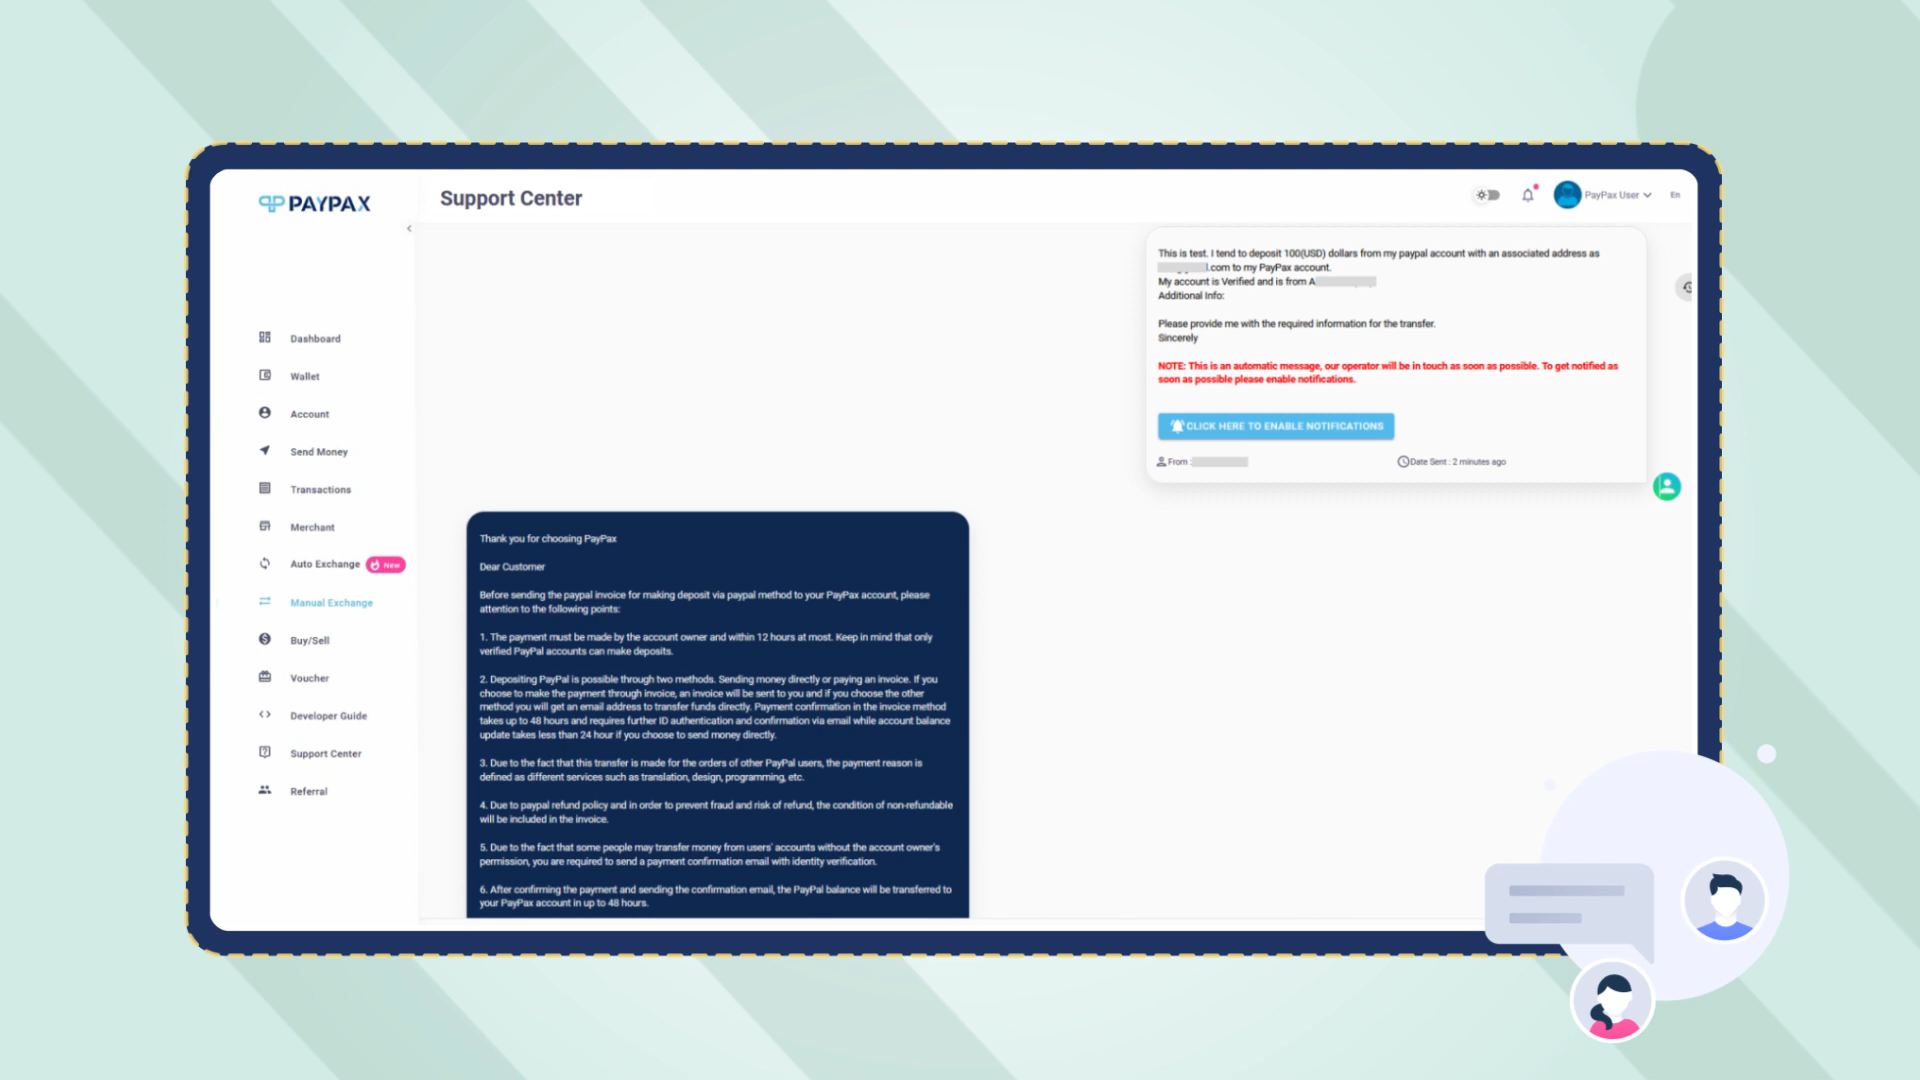 PAYPAX
Support Center
PayPax User
En
Dashboard
Wallet
Account
Send Money
Transactions
Merchant
Auto Exchange
New
Manual Exchange
Buy/Sell
Voucher
Developer Guide
Support Center
Referral
This is test. I tend to deposit 100(USD) dollars from my paypal account with an associated address as
l.com to my PayPax account.
My account is Verified and is from A
Additional Info:
Please provide me with the required information for the transfer.
Sincerely
NOTE: This is an automatic message, our operator will be in touch as soon as possible. To get notified as
soon as possible please enable notifications.
CLICK HERE TO ENABLE NOTIFICATIONS
From :
Date Sent : 2 minutes ago
Thank you for choosing PayPax
Dear Customer
Before sending the paypal invoice for making deposit via paypal method to your PayPax account, please
attention to the following points:
1. The payment must be made by the account owner and within 12 hours at most. Keep in mind that only
verified PayPal accounts can make deposits.
2. Depositing PayPal is possible through two methods. Sending money directly or paying an invoice. If you
choose to make the payment through invoice, an invoice will be sent to you and if you choose the other
method you will get an email address to transfer funds directly. Payment confirmation in the invoice method
takes up to 48 hours and requires further ID authentication and confirmation via email while account balance
update takes less than 24 hour if you choose to send money directly.
3. Due to the fact that this transfer is made for the orders of other PayPal users, the payment reason is
defined as different services such as translation, design, programming, etc.
4. Due to paypal refund policy and in order to prevent fraud and risk of refund, the condition of non-refundable
will be included in the invoice.
5. Due to the fact that some people may transfer money from users' accounts without the account owner's
permission, you are required to send a payment confirmation email with identity verification.
6. After confirming the payment and sending the confirmation email, the PayPal balance will be transferred to
your PayPax account in up to 48 hours.